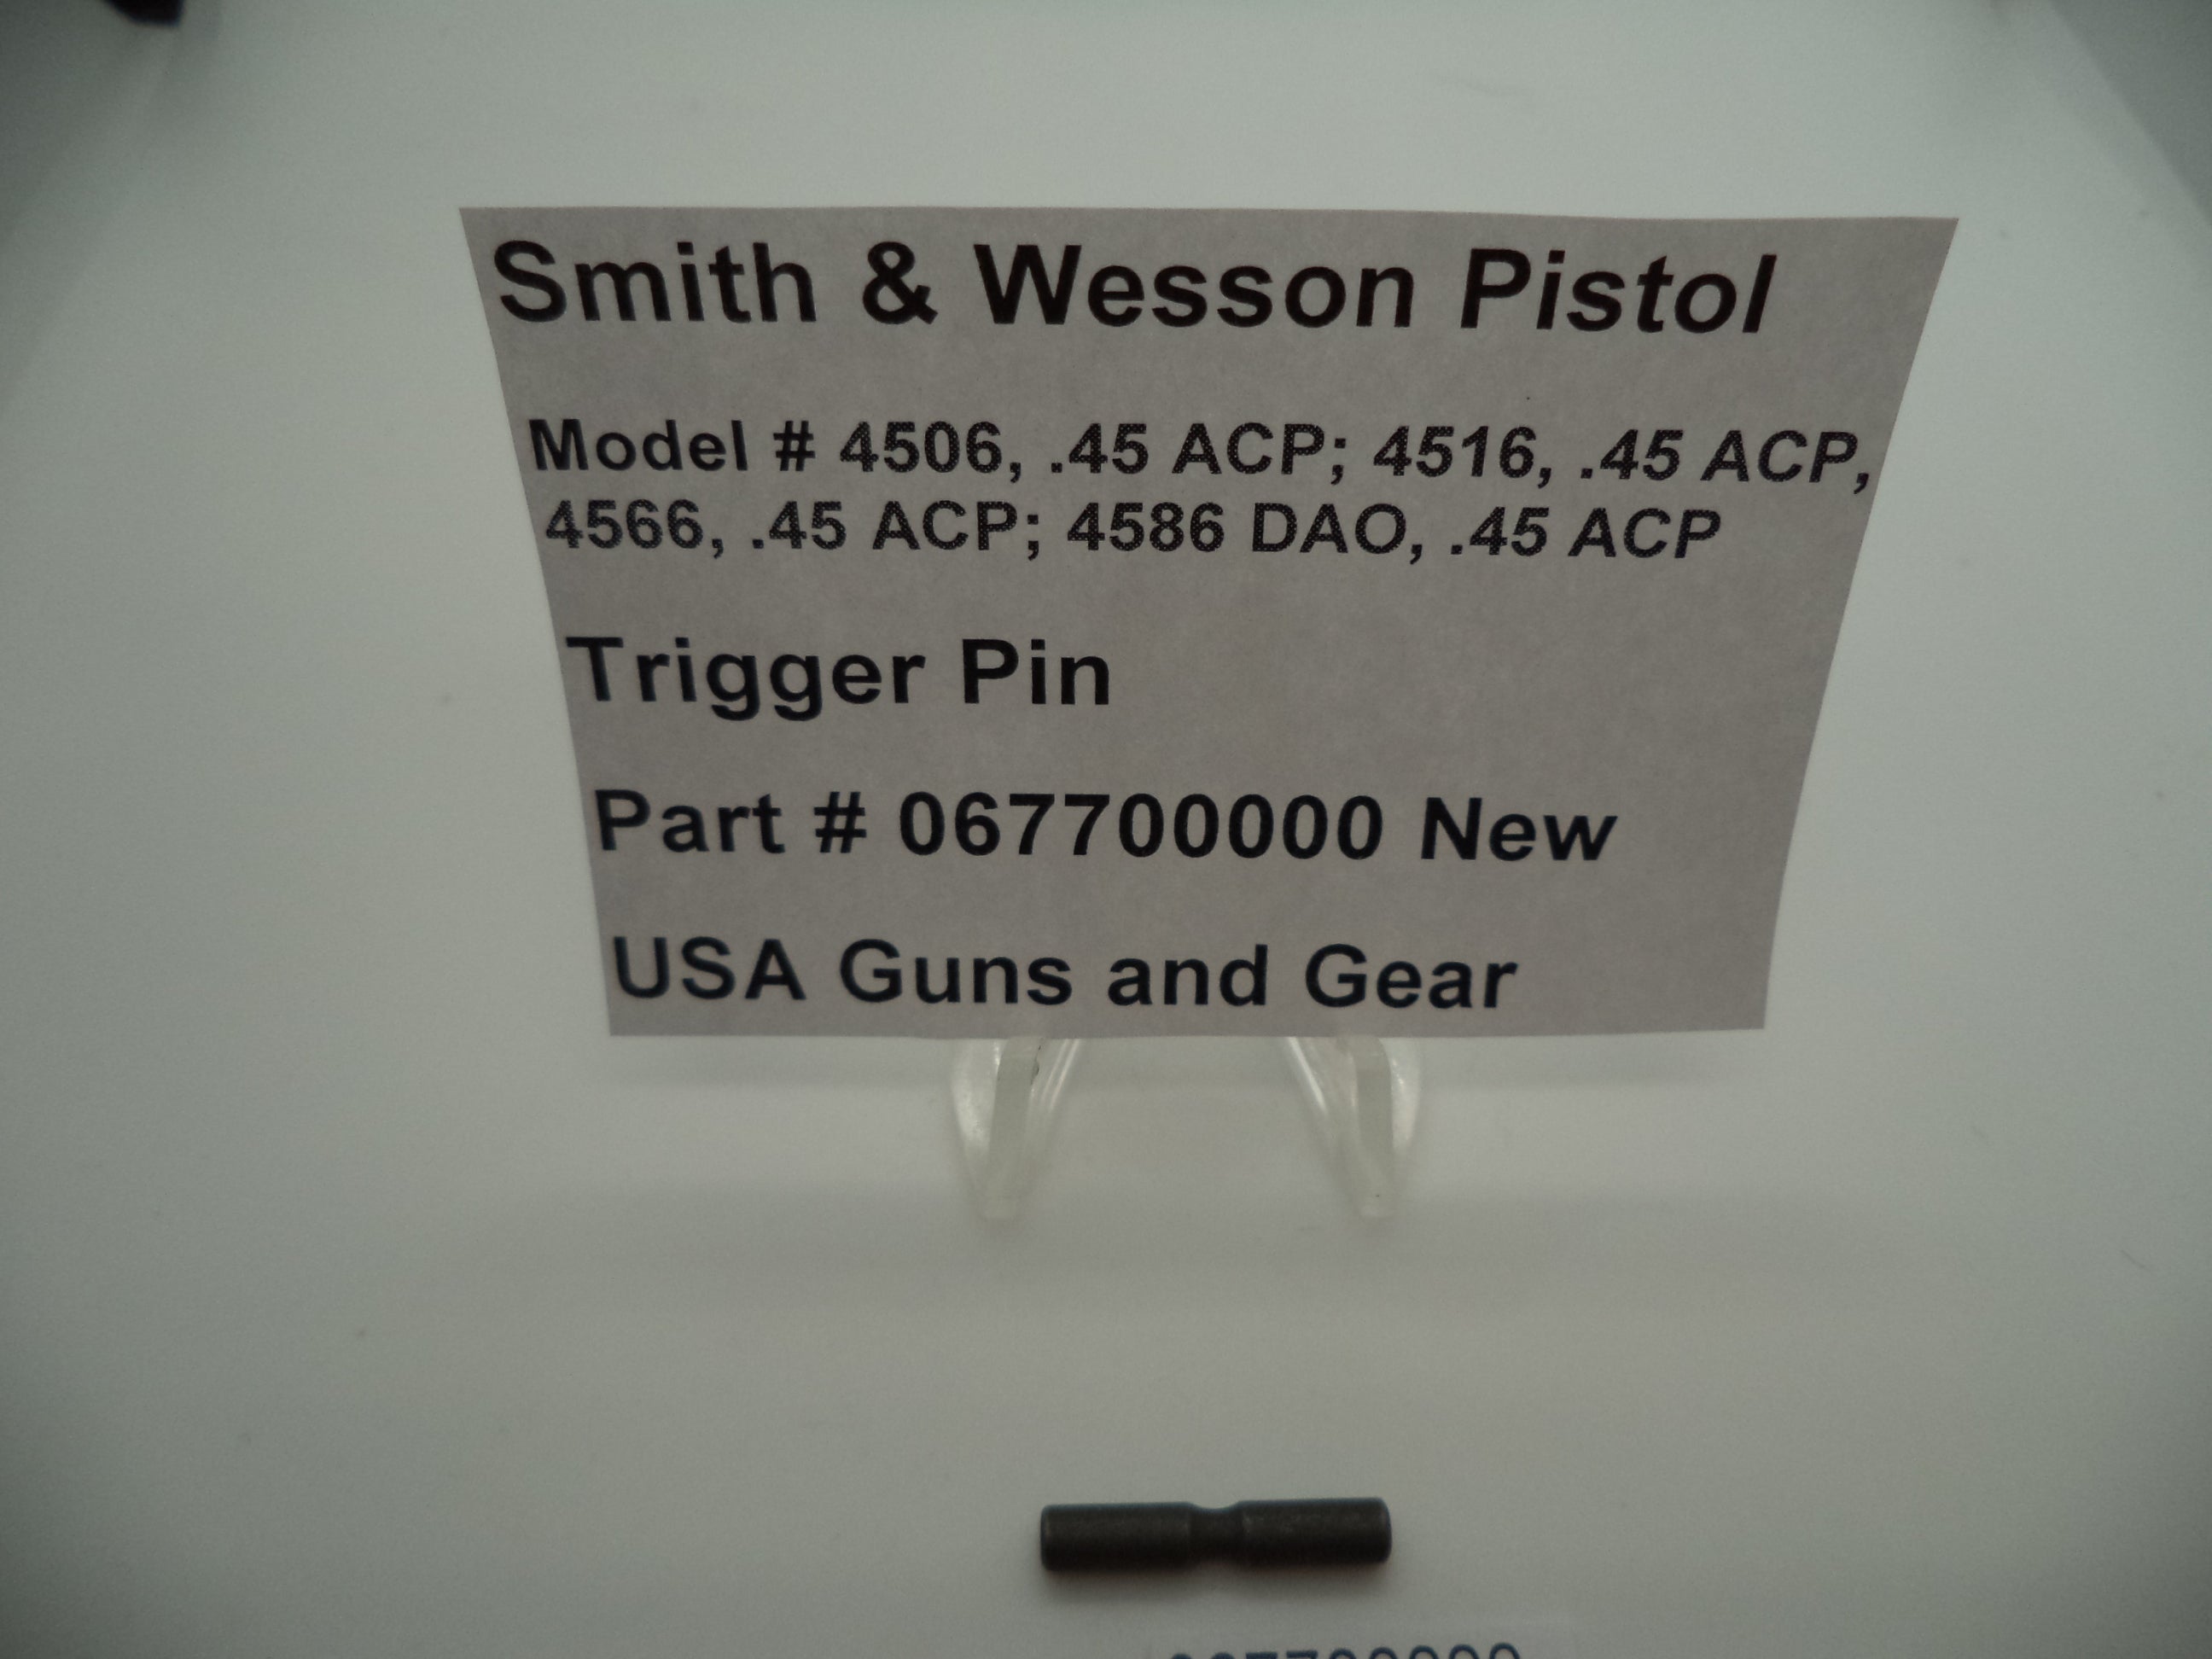 Smith & Wesson Pistol
Model # 4506, .45 ACP; 4516, .45 ACP,
4566, .45 ACP; 4586 DAO, .45 ACP
Trigger Pin
Part # 067700000 New
USA Guns and Gear